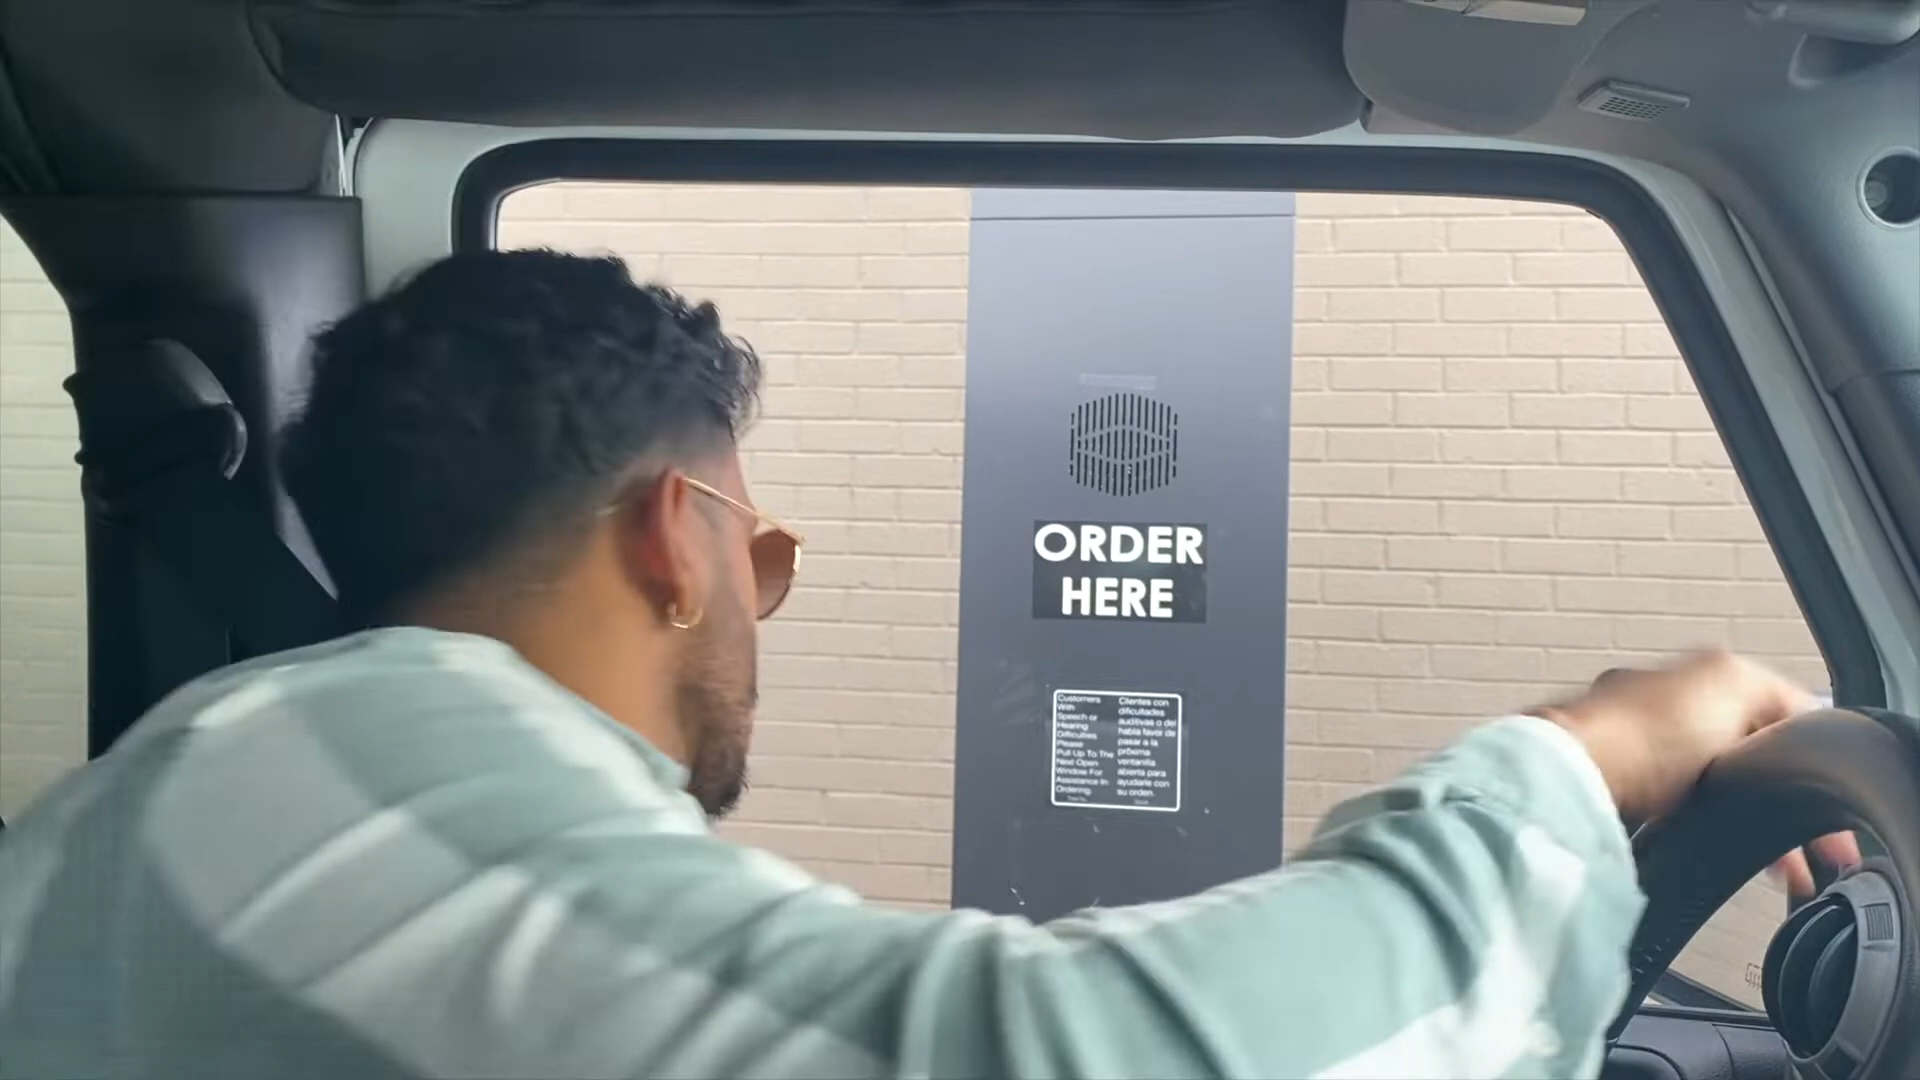 ORDER
HERE
Customers
With
Speech or
Hearing
Difficulties
Please
Pull Up To The
Next Open
Window For
Assistance In
Ordering.
Clientes con
dificultades
auditivas o del
habla favor de
pasar a la
próxima
ventanilla
abierta para
ayudarle con
su orden.